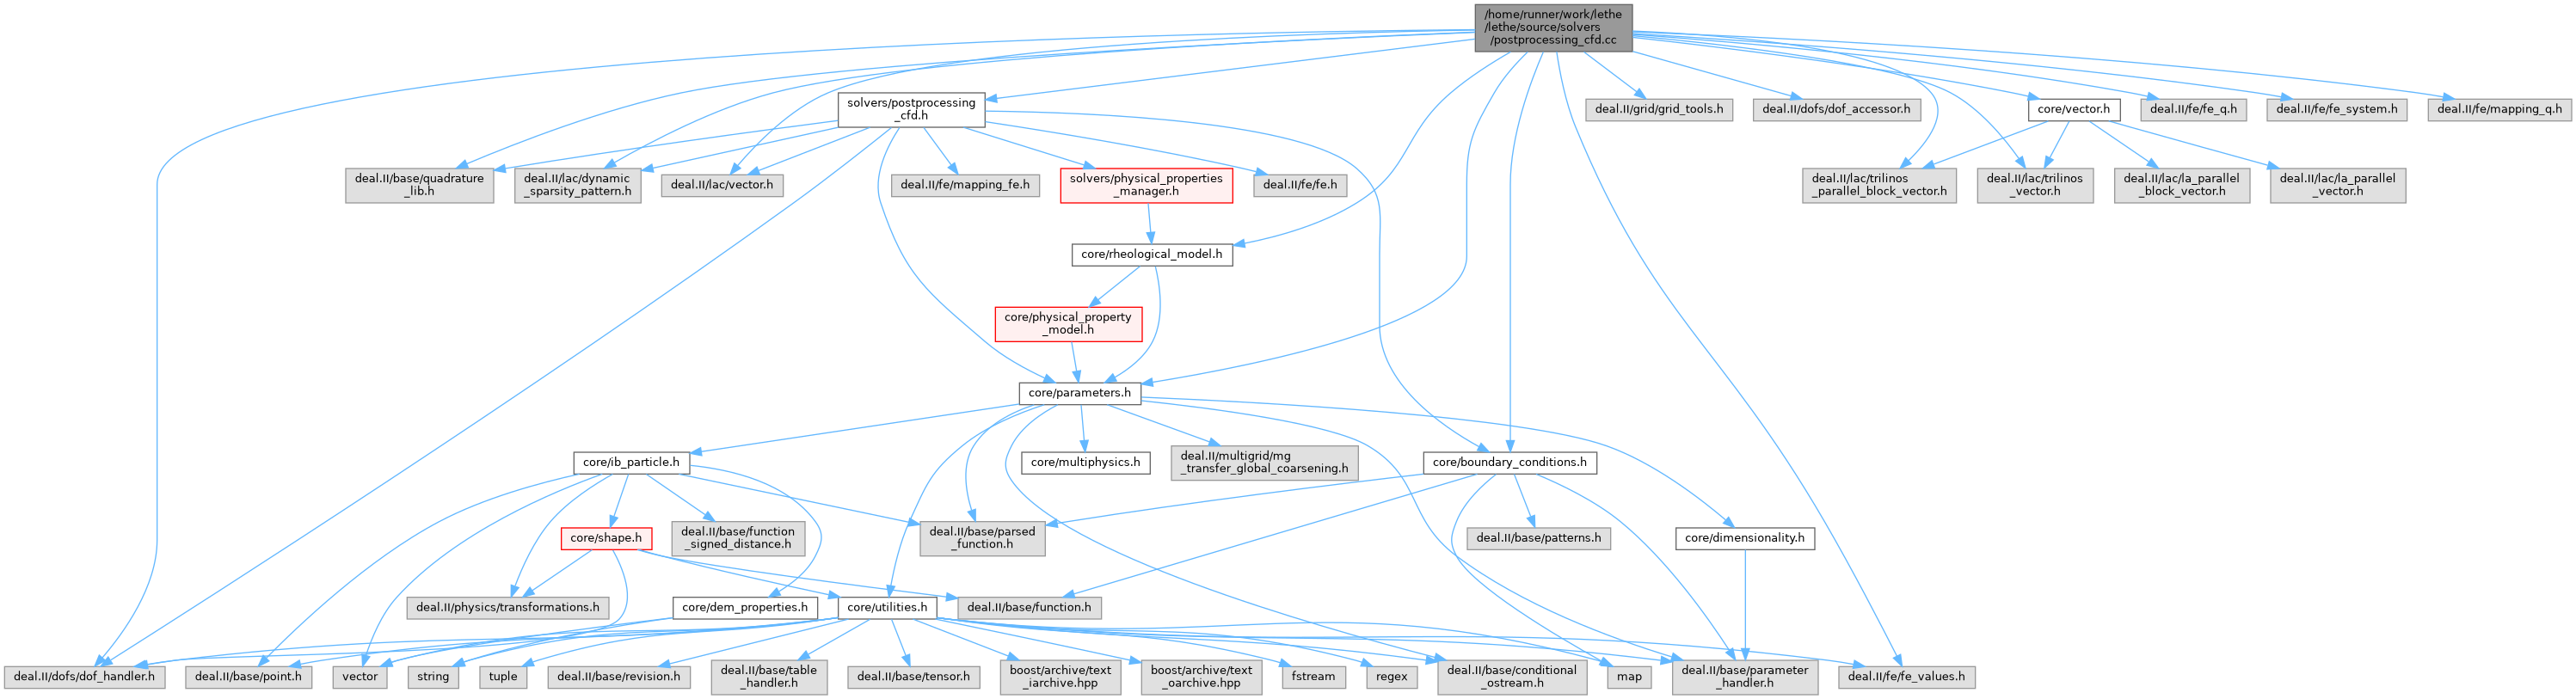 /home/runner/work/lethe
/lethe/source/solvers
/postprocessing_cfd.cc
solvers/postprocessing
_cfd.h
deal.II/grid/grid_tools.h
deal.II/dofs/dof_accessor.h
core/vector.h
deal.II/fe/fe_q.h
deal.II/fe/fe_system.h
deal.II/fe/mapping_q.h
deal.II/base/quadrature
_lib.h
deal.II/lac/dynamic
_sparsity_pattern.h
deal.II/lac/vector.h
deal.II/fe/mapping_fe.h
solvers/physical_properties
_manager.h
deal.II/fe/fe.h
deal.II/lac/trilinos
_parallel_block_vector.h
deal.II/lac/trilinos
_vector.h
deal.II/lac/la_parallel
_block_vector.h
deal.II/lac/la_parallel
_vector.h
core/rheological_model.h
core/physical_property
_model.h
core/parameters.h
core/ib_particle.h
core/multiphysics.h
deal.II/multigrid/mg
_transfer_global_coarsening.h
core/boundary_conditions.h
core/shape.h
deal.II/base/function
_signed_distance.h
deal.II/base/parsed
_function.h
deal.II/base/patterns.h
core/dimensionality.h
deal.II/physics/transformations.h
core/dem_properties.h
core/utilities.h
deal.II/base/function.h
deal.II/dofs/dof_handler.h
deal.II/base/point.h
vector
string
tuple
deal.II/base/revision.h
deal.II/base/table
_handler.h
deal.II/base/tensor.h
boost/archive/text
_iarchive.hpp
boost/archive/text
_oarchive.hpp
fstream
regex
deal.II/base/conditional
_ostream.h
map
deal.II/base/parameter
_handler.h
deal.II/fe/fe_values.h